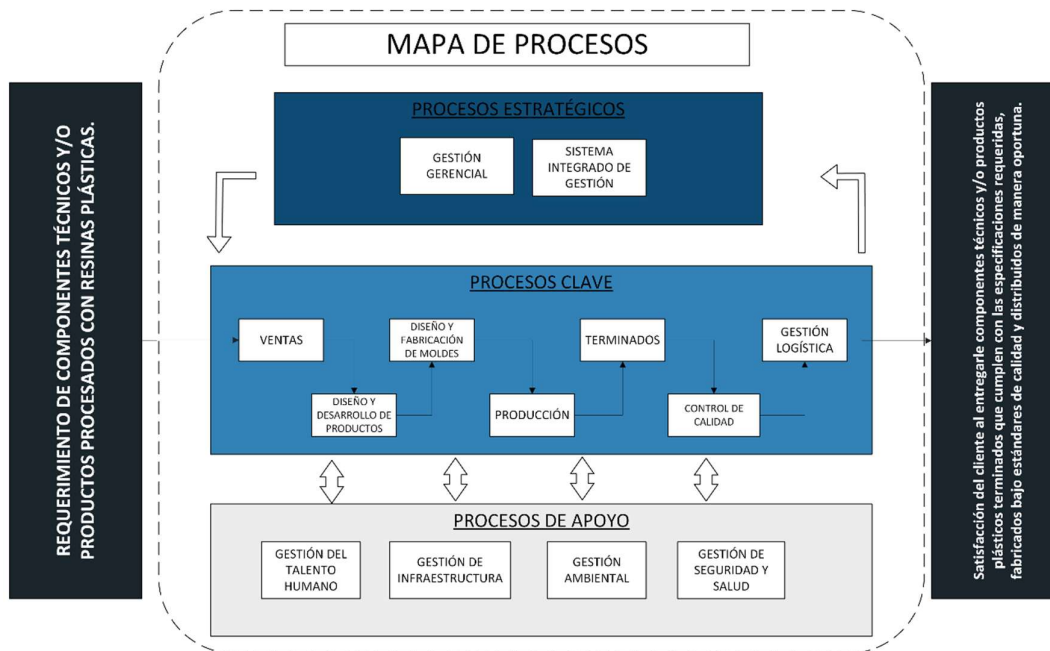 MAPA DE PROCESOS
REQUERIMIENTO DE COMPONENTES TÉCNICOS Y/O
PRODUCTOS PROCESADOS CON RESINAS PLÁSTICAS.
PROCESOS ESTRATÉGICOS
GESTIÓN
GERENCIAL
SISTEMA
INTEGRADO DE
GESTIÓN
PROCESOS CLAVE
VENTAS
DISEÑO Y
DESARROLLO DE
PRODUCTOS
DISEÑO Y
FABRICACIÓN
DE MOLDES
PRODUCCIÓN
TERMINADOS
CONTROL DE
CALIDAD
GESTIÓN
LOGÍSTICA
PROCESOS DE APOYO
GESTIÓN DEL
TALENTO
HUMANO
GESTIÓN DE
INFRAESTRUCTURA
GESTIÓN
AMBIENTAL
GESTIÓN DE
SEGURIDAD Y
SALUD
Satisfacción del cliente al entregarle componentes técnicos y/o productos
plásticos terminados que cumplen con las especificaciones requeridas,
fabricados bajo estándares de calidad y distribuidos de manera oportuna.